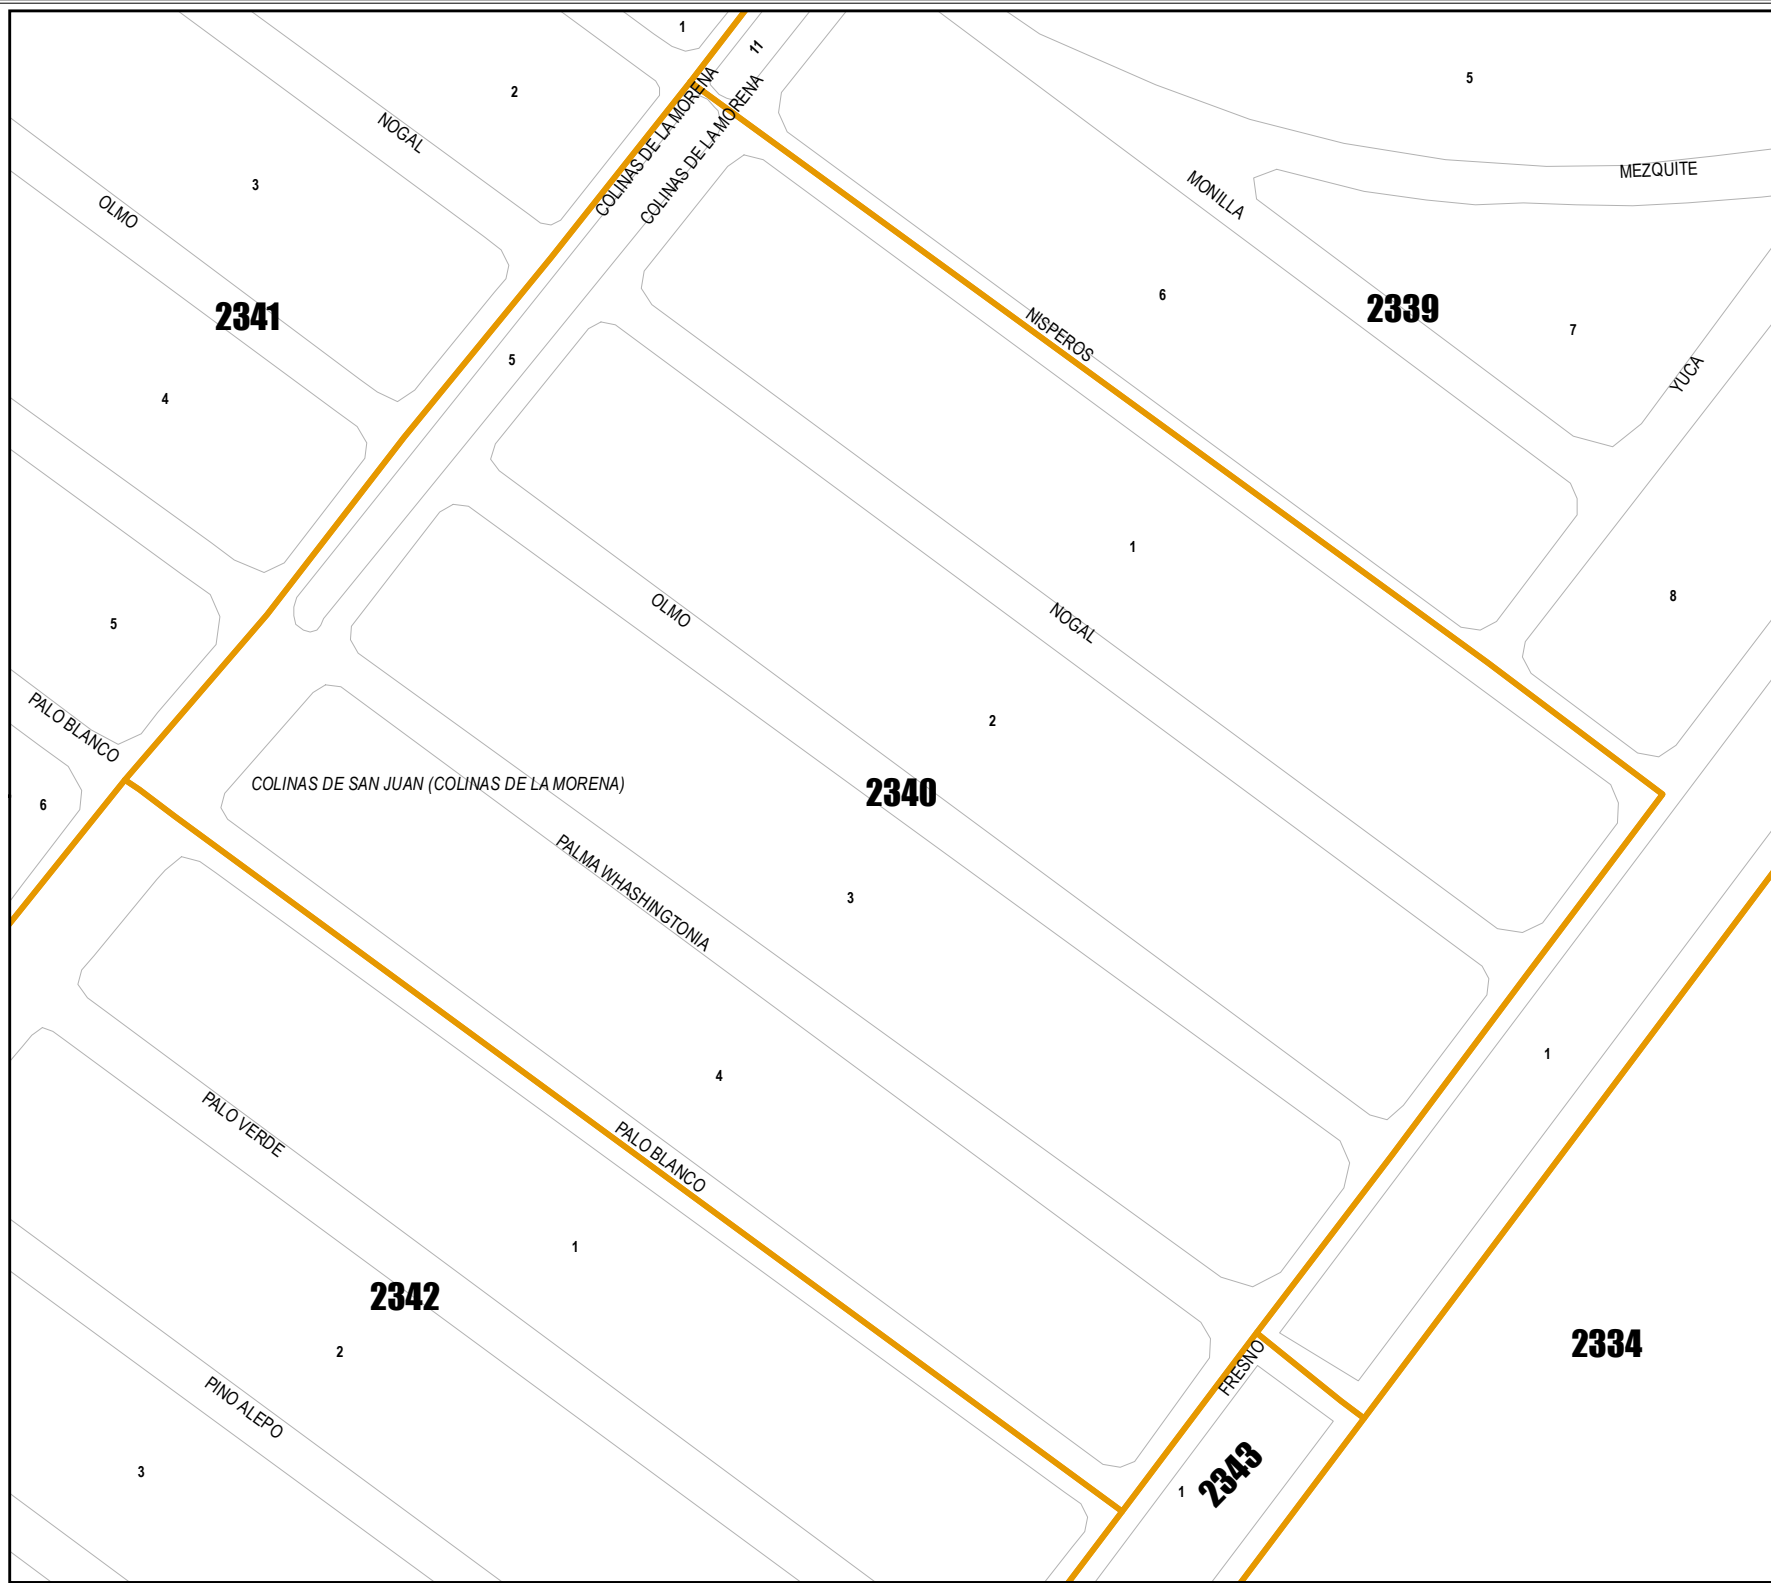 1
11
2
5
COLINAS DE LA MORENA
COLINAS DE LA MORENA
NOGAL
MEZQUITE
3
MONILLA
OLMO
6
2339
2341
NISPEROS
7
5
YUCA
4
1
8
5
OLMO
NOGAL
PALO BLANCO
2
COLINAS DE SAN JUAN (COLINAS DE LA MORENA)
2340
6
PALMA WHASHINGTONIA
3
1
4
PALO VERDE
PALO BLANCO
1
2342
2
2334
FRESNO
PINO ALEPO
3
2343
1